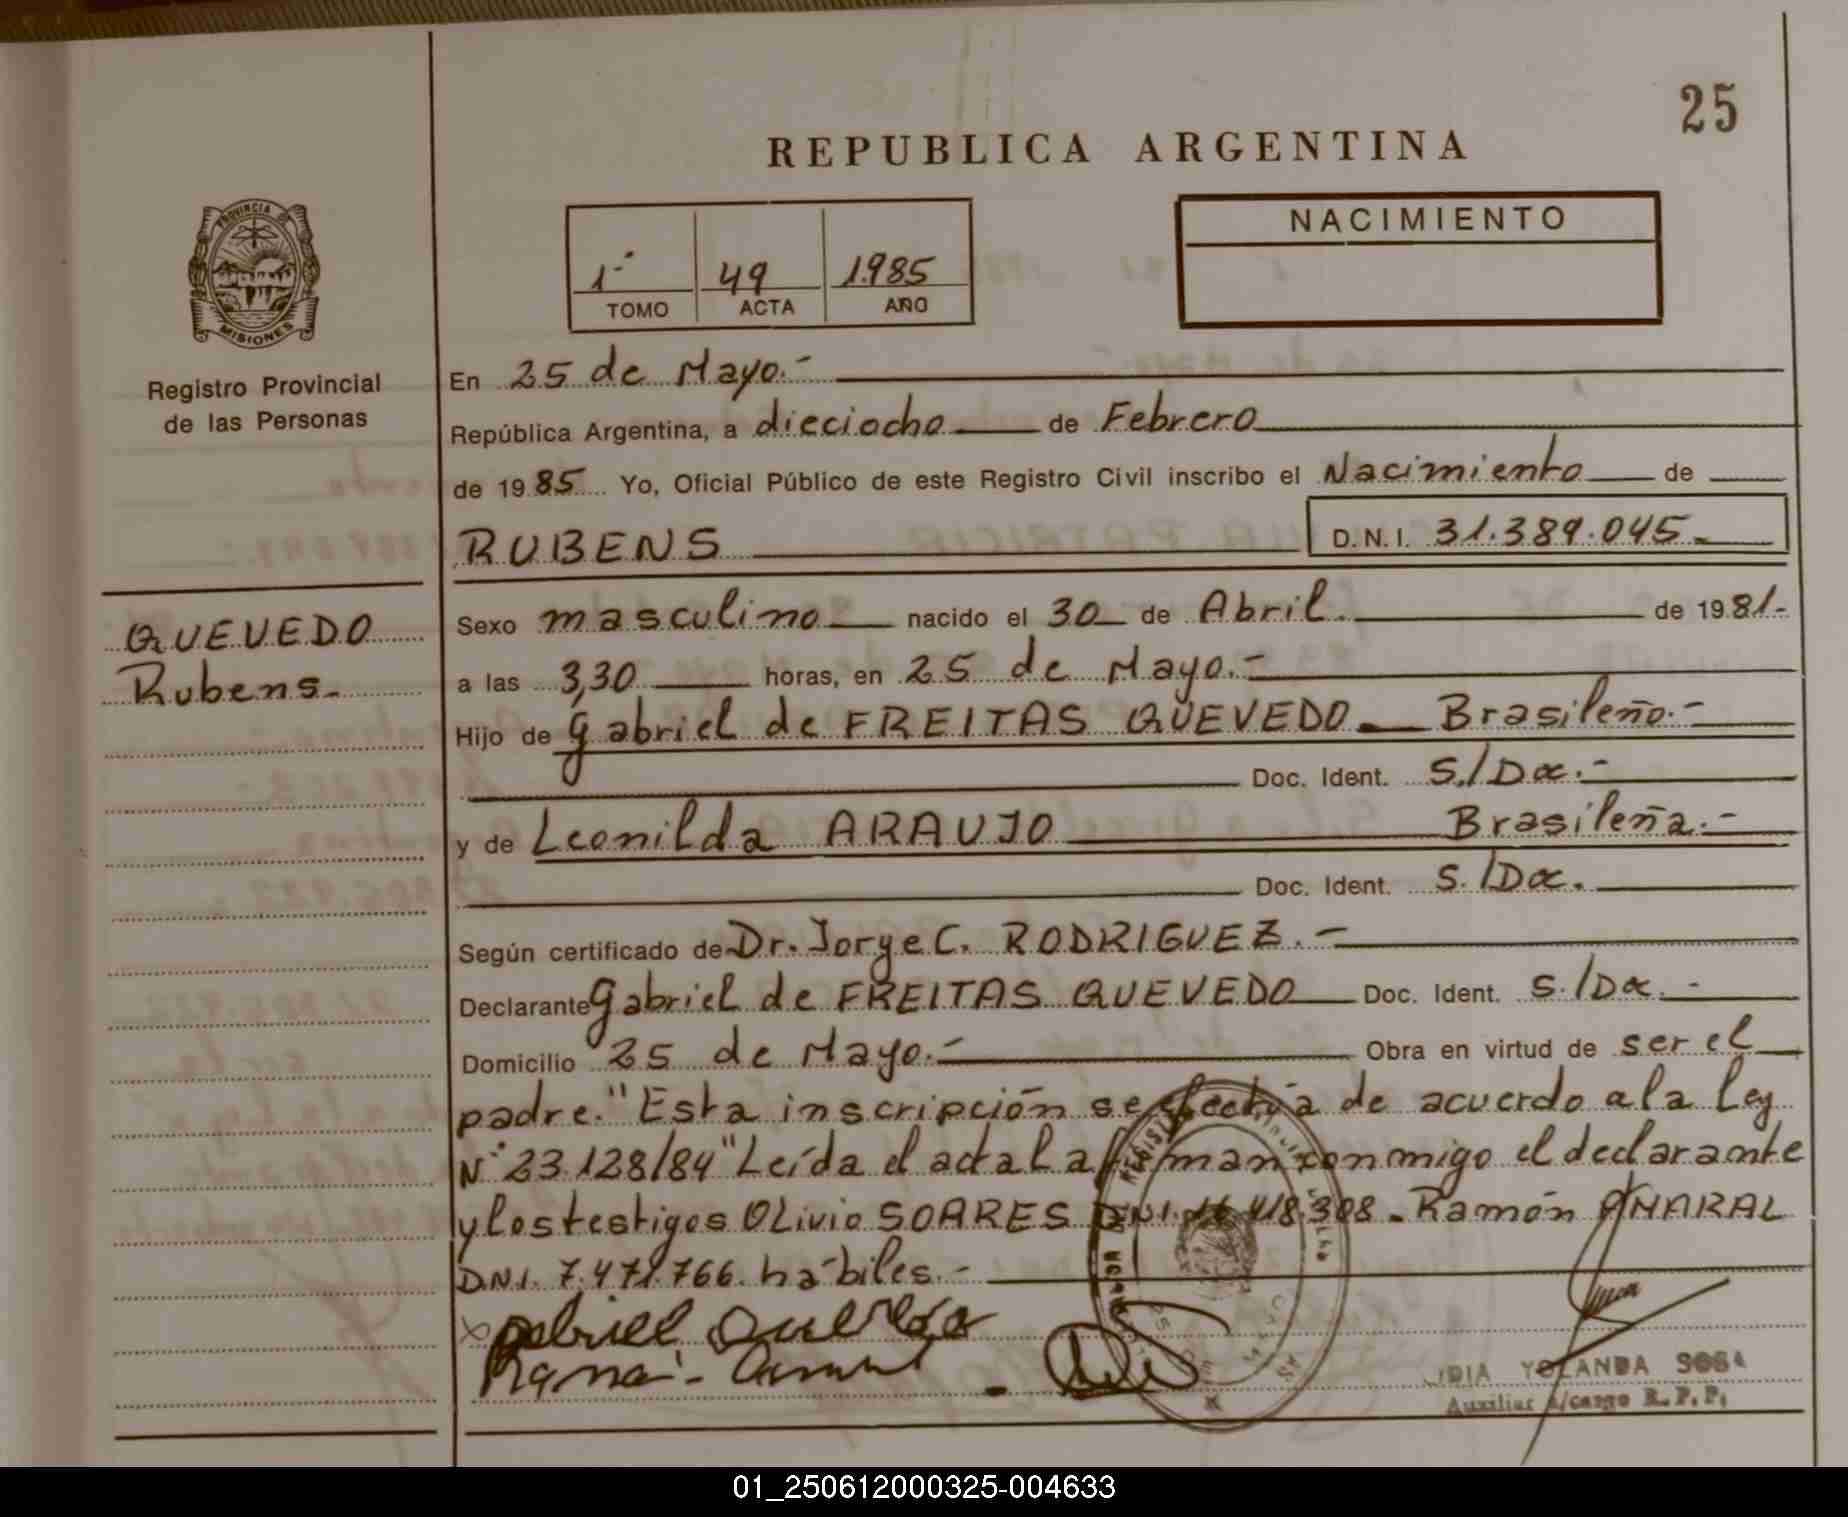 25
REPUBLICA ARGENTINA
PROVINCIA DE
MISIONES
1- 49 1.985
TOMO ACTA AÑO
NACIMIENTO
Registro Provincial
de las Personas
QUEVEDO
Rubens.-
En 25 de Mayo.-
República Argentina, a dieciocho de Febrero
de 1985 Yo, Oficial Público de este Registro Civil inscribo el Nacimiento de
RUBENS D.N.I. 31.389.045.-
Sexo masculino nacido el 30 de Abril. de 1981.-
a las 3,30 horas, en 25 de Mayo.-
Hijo de Gabriel de FREITAS QUEVEDO. Brasileño.-
Doc. Ident. S./Doc.-
y de Leonilda ARAUJO Brasileña.-
Doc. Ident. S./Doc.
Según certificado de Dr. Jorge C. RODRIGUEZ.-
Declarante Gabriel de FREITAS QUEVEDO Doc. Ident. S./Doc.-
Domicilio 25 de Mayo.- Obra en virtud de ser el
padre. "Esta inscripción se efectúa de acuerdo a la Ley
N° 23.128/84" Leída el acta la firman conmigo el declarante
y los testigos OLivio SOARES D.N.I. 418.308.- Ramón AMARAL
D.N.I. 7.471.766. hábiles.-
x Gabriel Quevedo
LIDIA YOLANDA SOSA
Auxiliar a/cargo R.P.P.
01_250612000325-004633